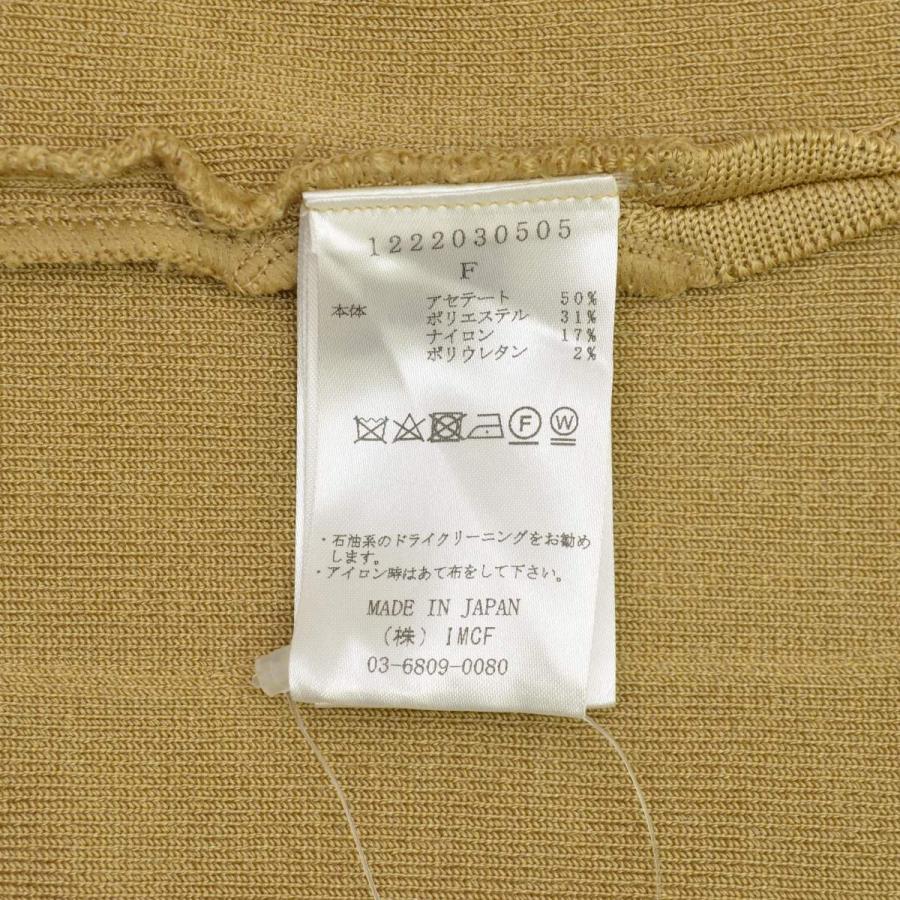 1222030505
F
本体 アセテート 50%
ポリエステル 31%
ナイロン 17%
ポリウレタン 2%
F W
・石油系のドライクリーニングをお勧め
します。
・アイロン時はあて布をして下さい。
MADE IN JAPAN
(株) IMCF
03-6809-0080